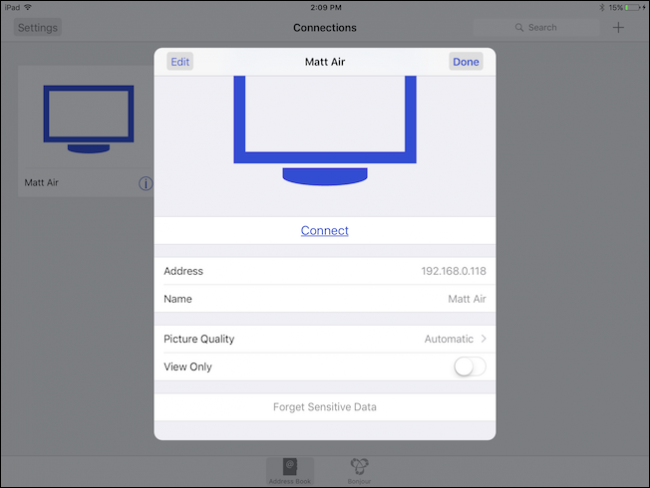 iPad 2:09 PM 15%
Settings Connections Search
Edit Matt Air Done
Matt Air
Connect
Address 192.168.0.118
Name Matt Air
Picture Quality Automatic
View Only
Forget Sensitive Data
Address Book Bonjour